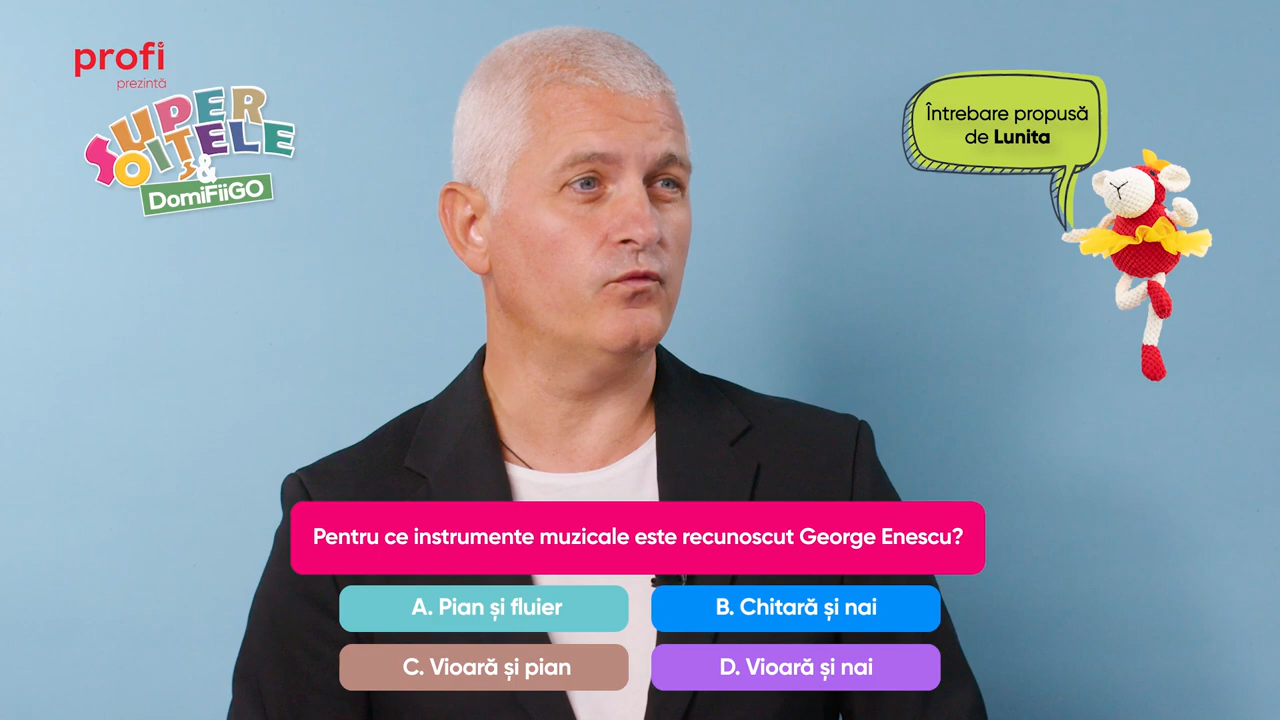 profi
prezintă
SUPER
OITELE
&
DomiFiiGO
Întrebare propusă
de Lunita
Pentru ce instrumente muzicale este recunoscut George Enescu?
A. Pian și fluier
B. Chitară și nai
C. Vioară și pian
D. Vioară și nai